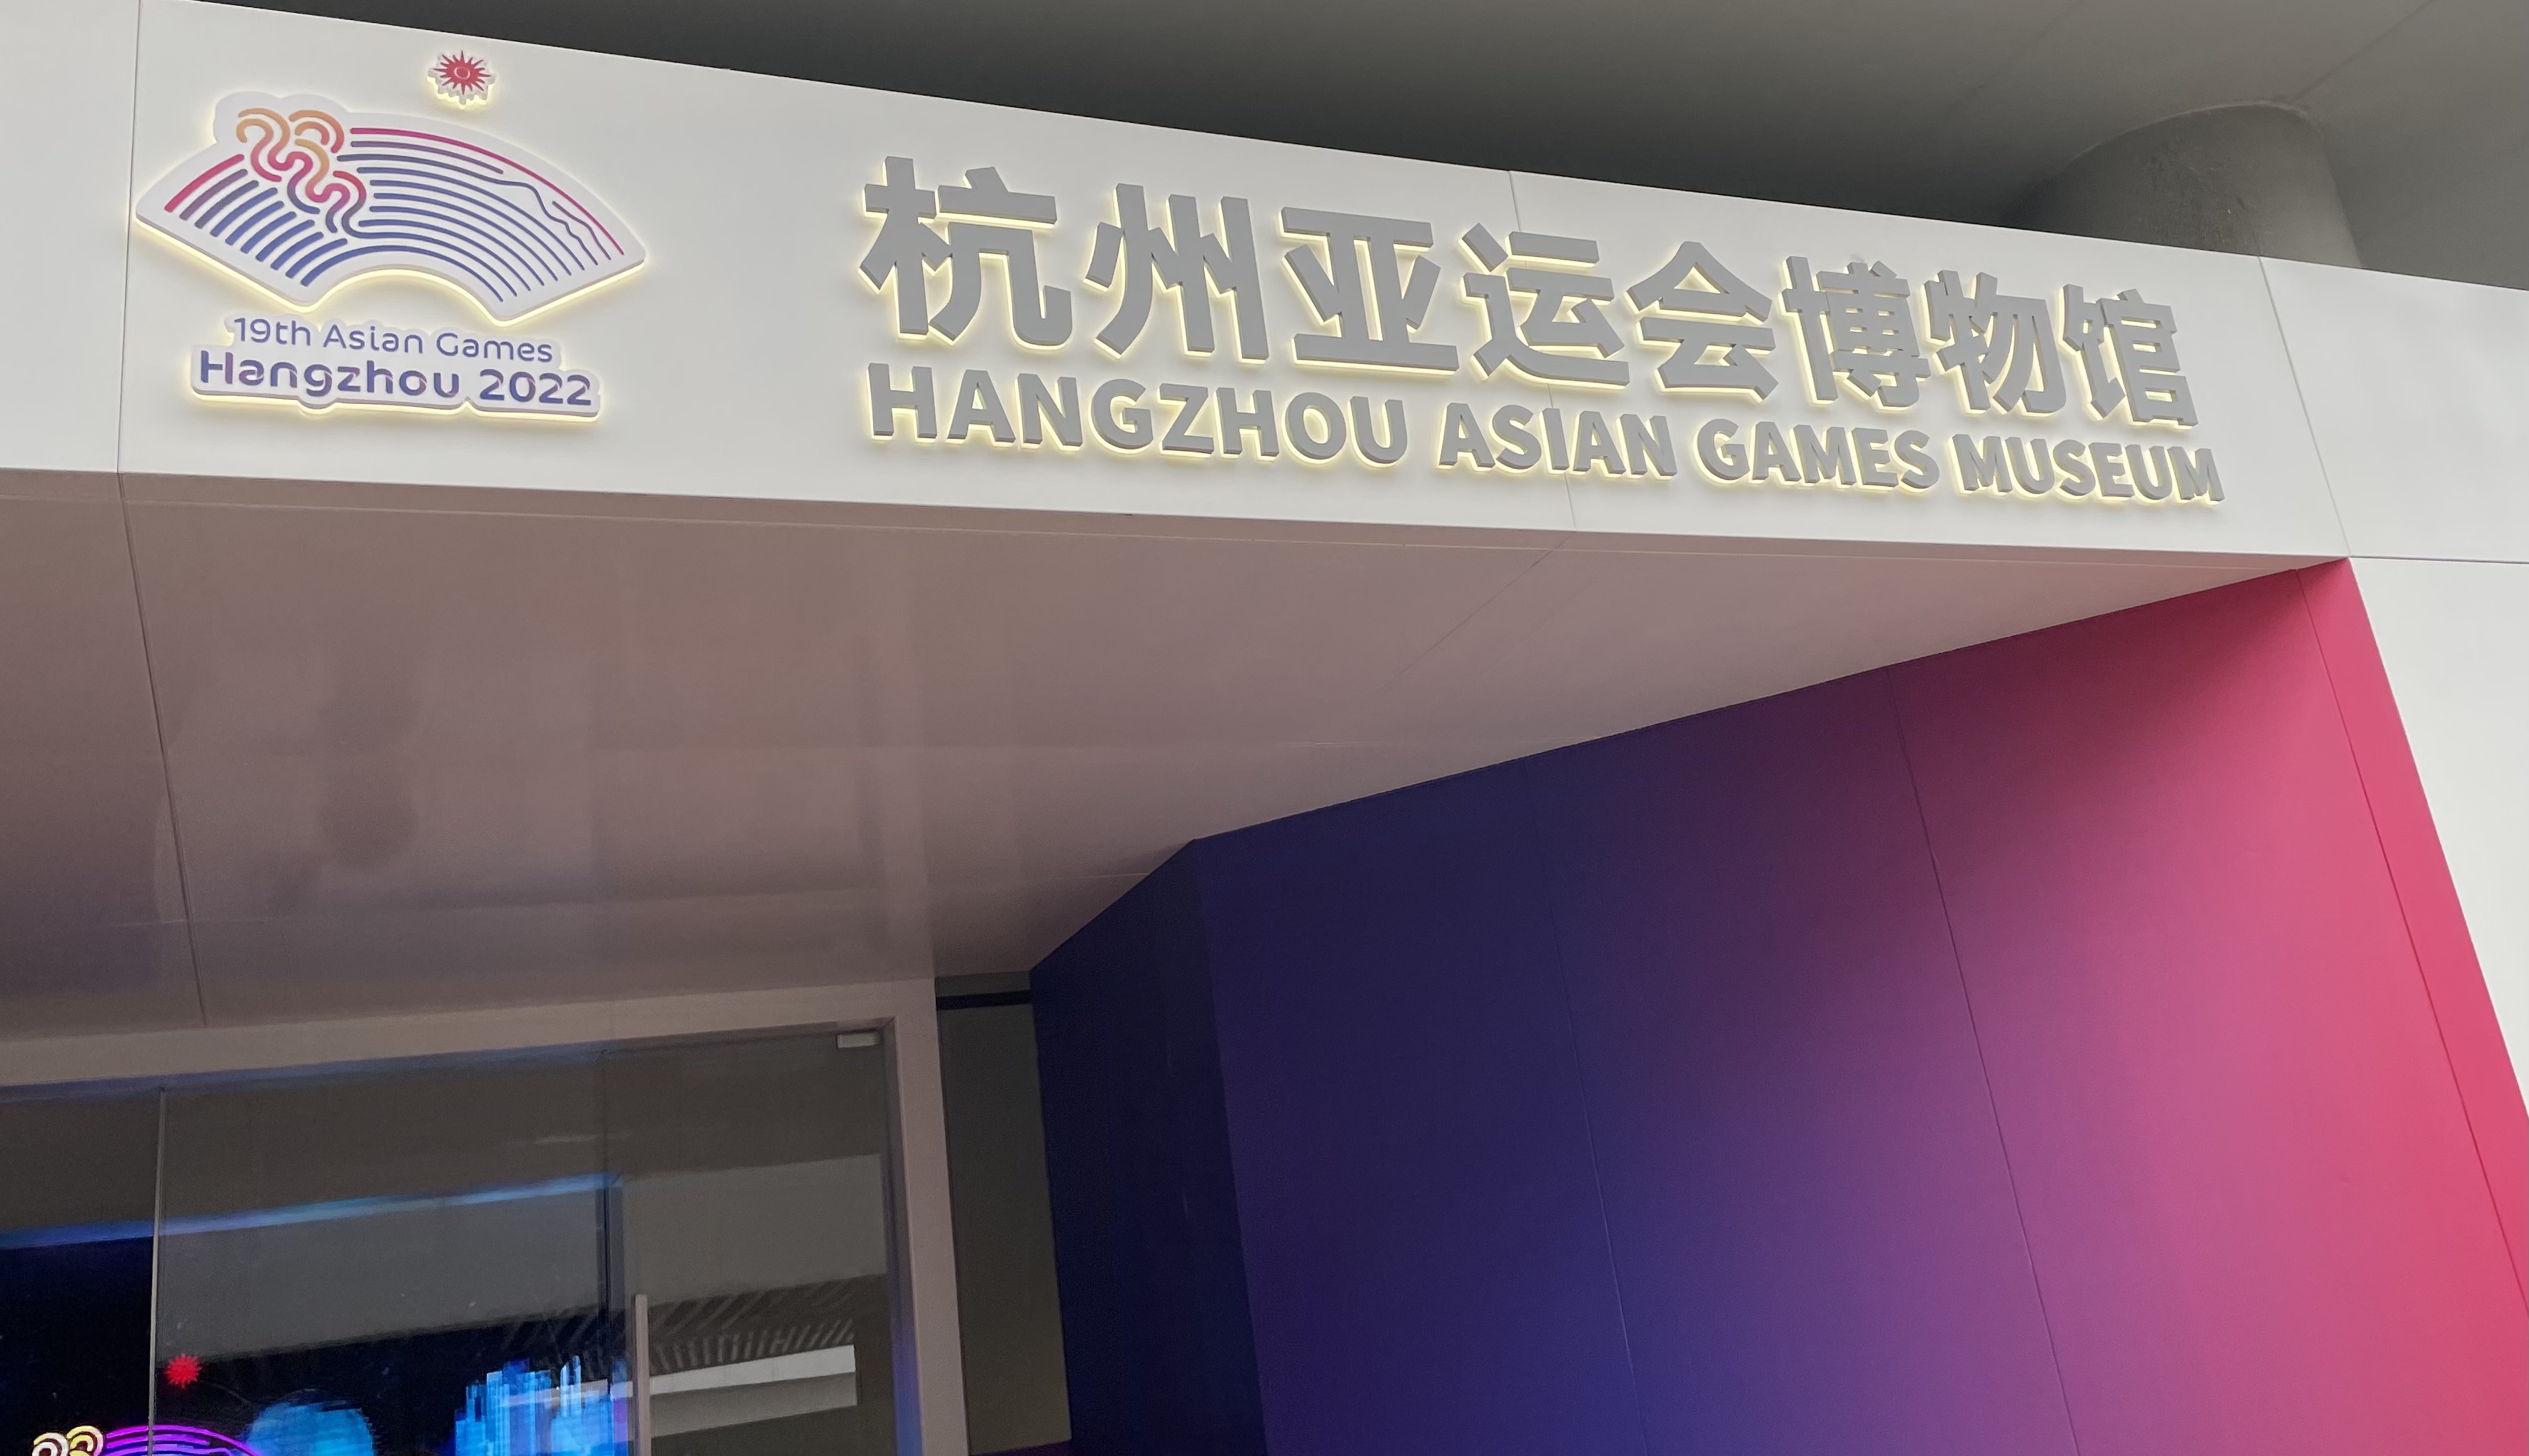 19th Asian Games
Hangzhou 2022
杭州亚运会博物馆
HANGZHOU ASIAN GAMES MUSEUM